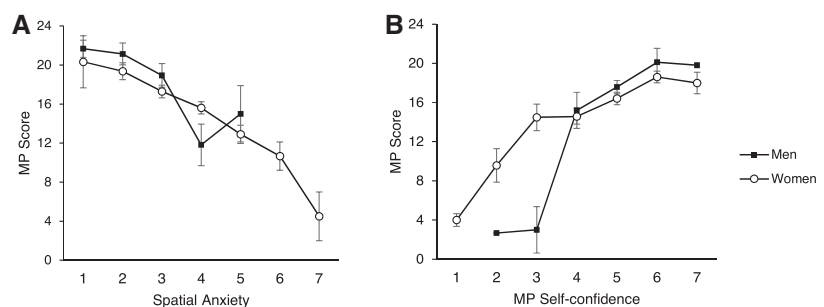 A
24
20
16
12
8
4
0
MP Score
1 2 3 4 5 6 7
Spatial Anxiety
B
24
20
16
12
8
4
0
MP Score
1 2 3 4 5 6 7
MP Self-confidence
Men
Women